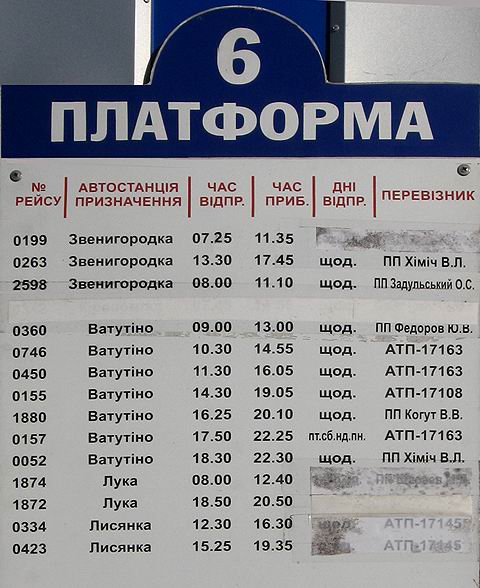 6
ПЛАТФОРМА
№ РЕЙСУ АВТОСТАНЦІЯ ПРИЗНАЧЕННЯ ЧАС ВІДПР. ЧАС ПРИБ. ДНІ ВІДПР. ПЕРЕВІЗНИК
0199 Звенигородка 07.25 11.35
0263 Звенигородка 13.30 17.45 щод. ПП Хіміч В.Л.
2598 Звенигородка 08.00 11.10 щод. ПП Задульський О.С.
0360 Ватутіно 09.00 13.00 щод. ПП Федоров Ю.В.
0746 Ватутіно 10.30 14.55 щод. АТП-17163
0450 Ватутіно 11.30 16.05 щод. АТП-17163
0155 Ватутіно 14.30 19.05 щод. АТП-17108
1880 Ватутіно 16.25 20.10 щод. ПП Когут В.В.
0157 Ватутіно 17.50 22.25 пт.сб.нд.пн. АТП-17163
0052 Ватутіно 18.30 22.30 щод. ПП Хіміч В.Л.
1874 Лука 08.00 12.40
1872 Лука 18.50 20.50
0334 Лисянка 12.30 16.30 щод. АТП-17145
0423 Лисянка 15.25 19.35 АТП-17145